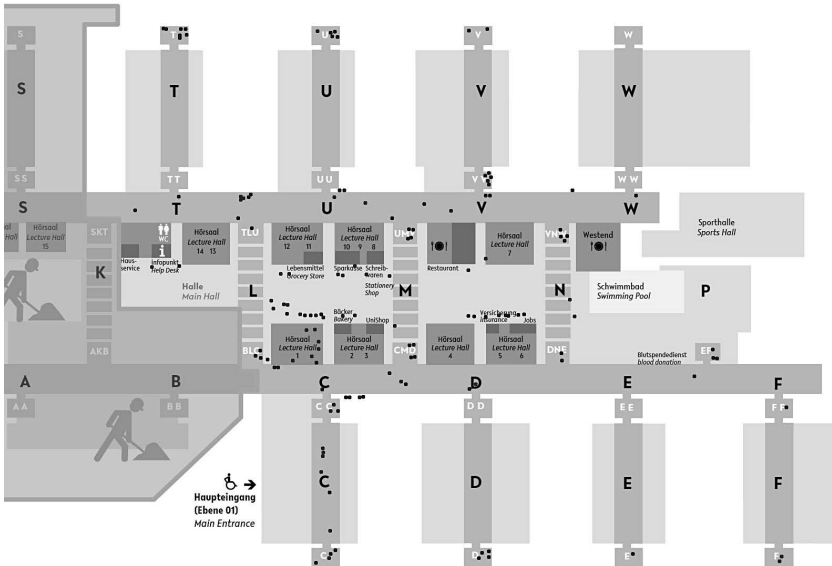 S
T
U
V
W
S
T
U
V
W
SS
TT
UU
V
WW
S
T
U
V
W
Hall
Hörsaal
Lecture Hall
15
SKT
WC
Haus-
service
Infopunkt
Help Desk
Hörsaal
Lecture Hall
14 13
TLU
Hörsaal
Lecture Hall
12 11
Hörsaal
Lecture Hall
10 9 8
UM
Hörsaal
Lecture Hall
7
VN
Westend
Sporthalle
Sports Hall
Lebensmittel
Grocery Store
Sparkasse
Schreib-
waren
Stationery
Shop
Restaurant
K
Halle
Main Hall
L
M
N
Schwimmbad
Swimming Pool
P
Bäcker
Bakery
UniShop
Versicherung
Insurance
Jobs
AKB
BLC
Hörsaal
Lecture Hall
1
Hörsaal
Lecture Hall
2 3
CMD
Hörsaal
Lecture Hall
4
Hörsaal
Lecture Hall
5 6
DNE
Blutspendedienst
blood donation
A
B
C
D
E
F
AA
BB
CC
DD
EE
FF
Haupteingang
(Ebene 01)
Main Entrance
C
D
E
F
C
D
E
F